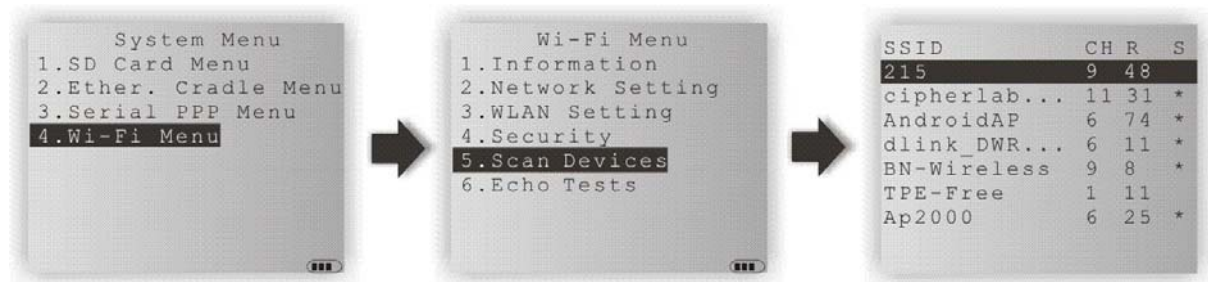 System Menu
1.SD Card Menu
2.Ether. Cradle Menu
3.Serial PPP Menu
4.Wi-Fi Menu
Wi-Fi Menu
1.Information
2.Network Setting
3.WLAN Setting
4.Security
5.Scan Devices
6.Echo Tests
SSID CH R S
215 9 48
cipherlab... 11 31 *
AndroidAP 6 74 *
dlink_DWR... 6 11 *
BN-Wireless 9 8 *
TPE-Free 1 11
Ap2000 6 25 *